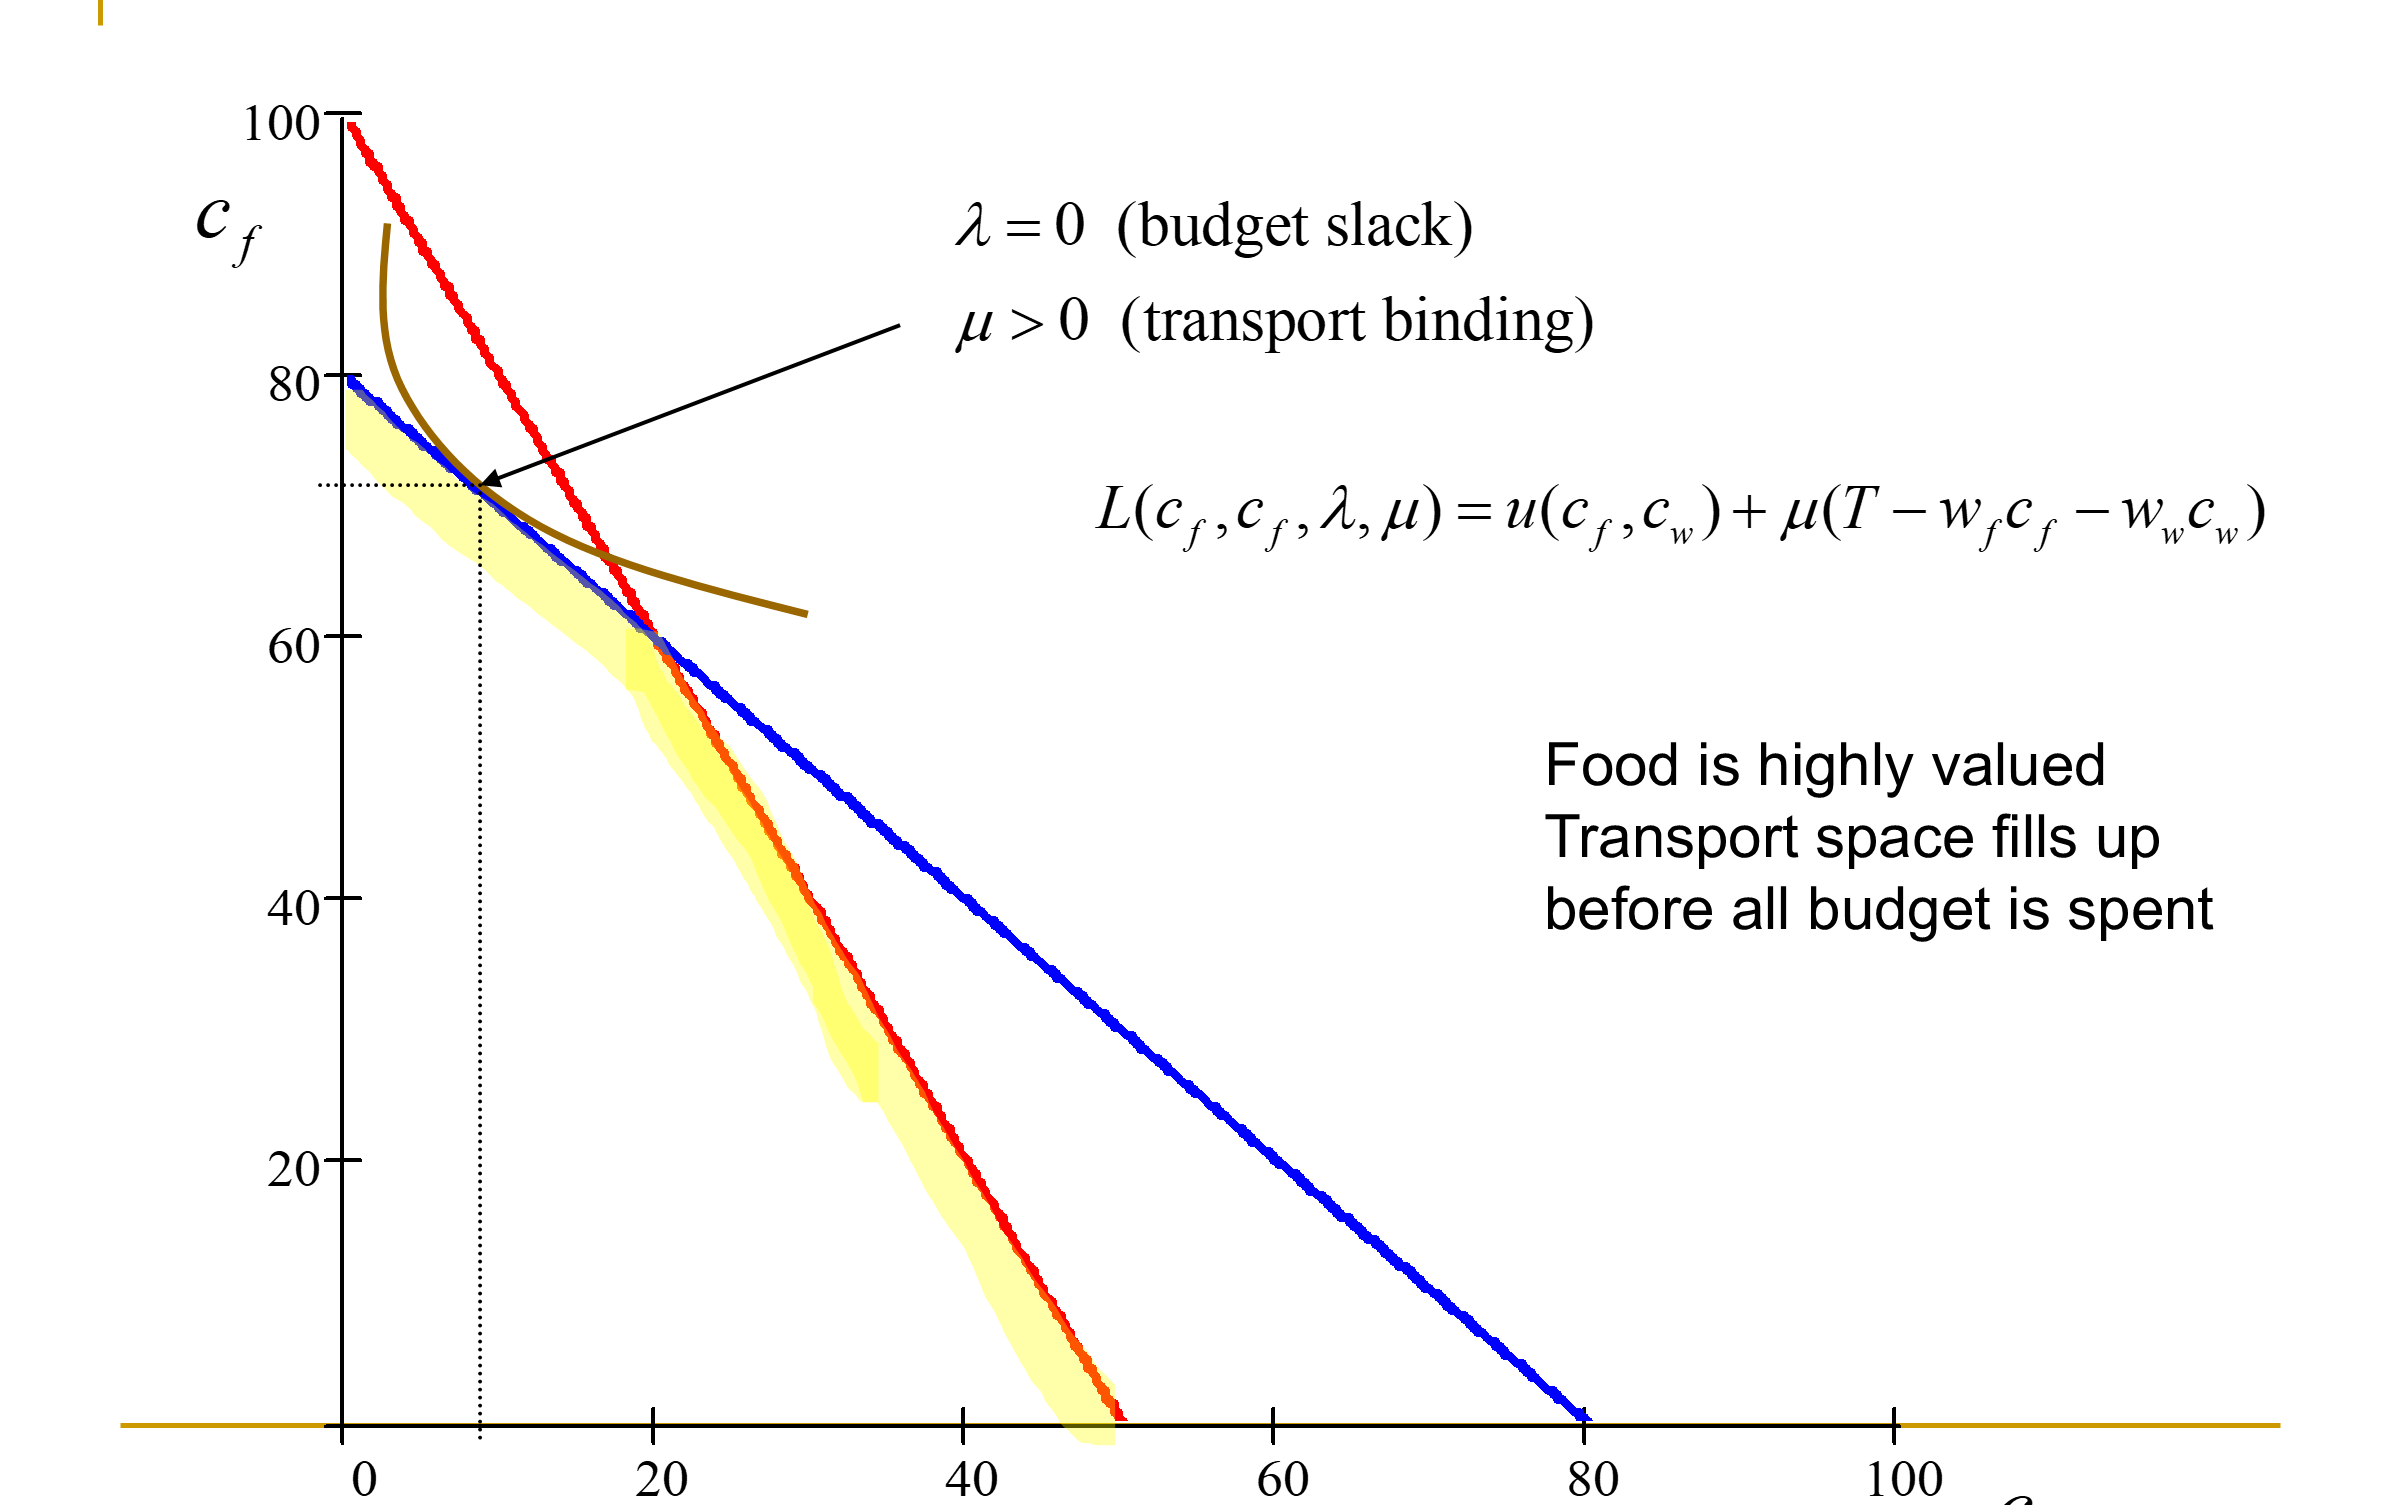 100
c_f
λ = 0 (budget slack)
μ > 0 (transport binding)
80
L(c_f, c_f, λ, μ) = u(c_f, c_w) + μ(T − w_f c_f − w_w c_w)
60
Food is highly valued
Transport space fills up
before all budget is spent
40
20
0 20 40 60 80 100